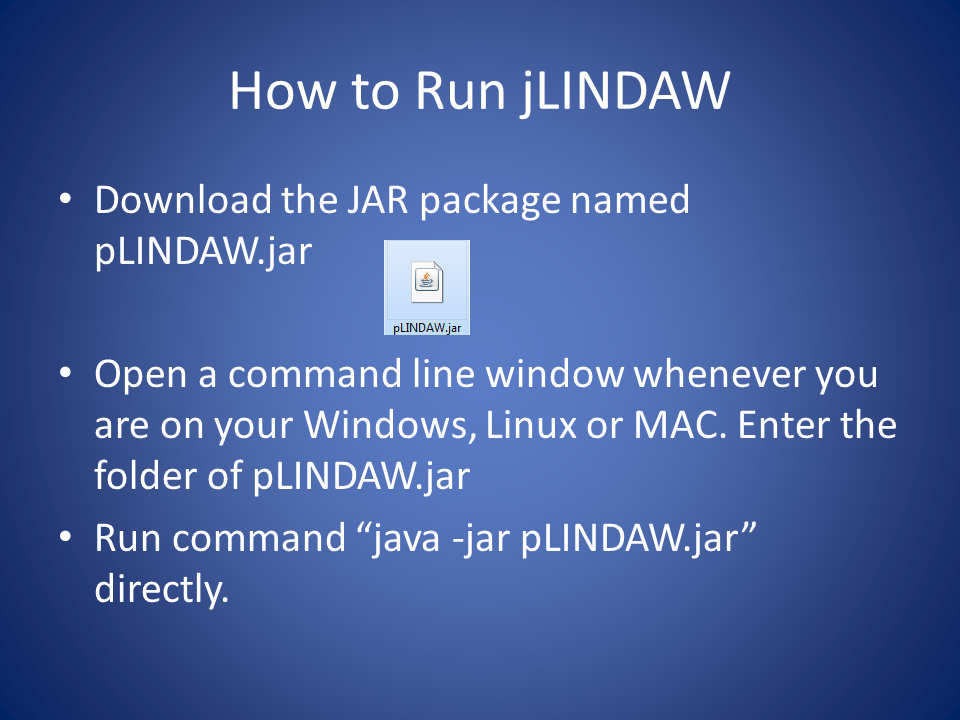 How to Run jLINDAW
• Download the JAR package named
pLINDAW.jar
pLINDAW.jar
• Open a command line window whenever you
are on your Windows, Linux or MAC. Enter the
folder of pLINDAW.jar
• Run command “java -jar pLINDAW.jar”
directly.